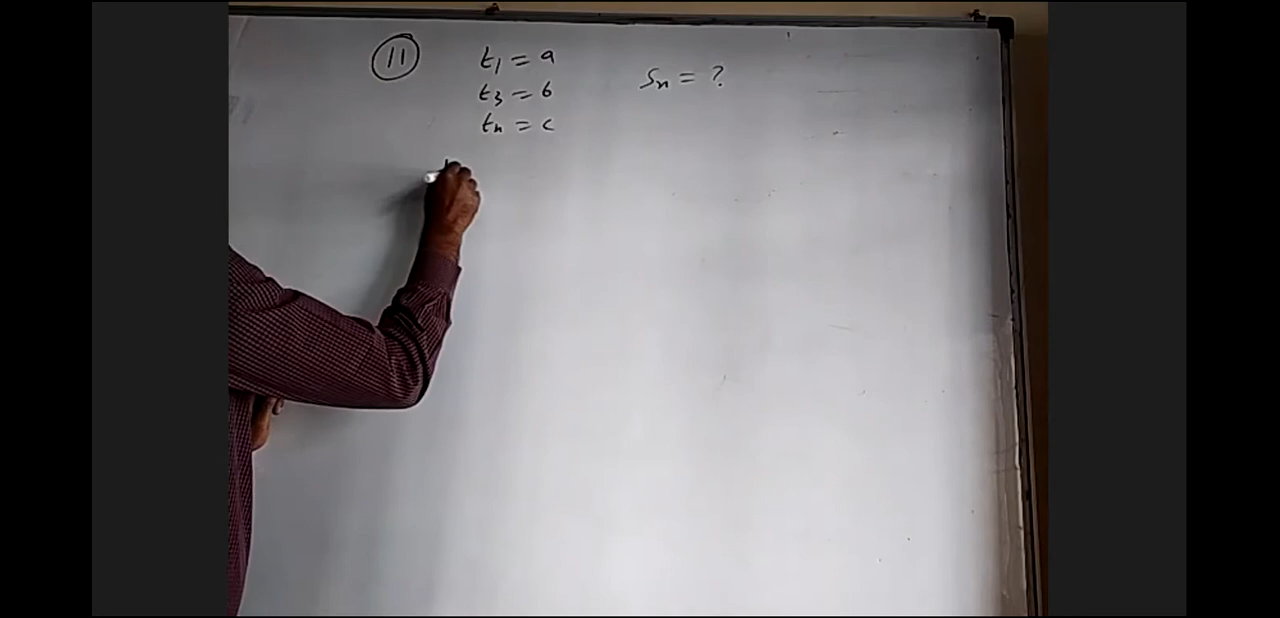 11 t₁ = a
Sₙ = ?
t₃ = b
tₙ = c